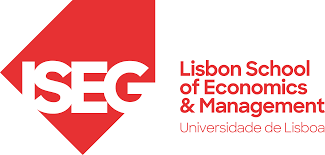 ISEG
Lisbon School
of Economics
& Management
Universidade de Lisboa